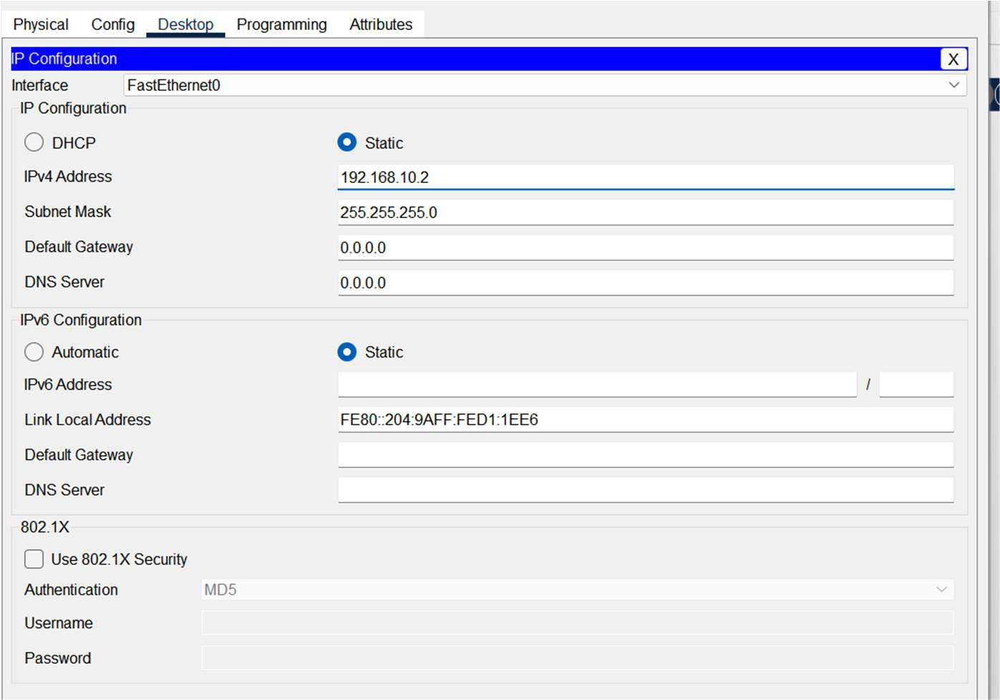 Physical Config Desktop Programming Attributes
IP Configuration X
Interface FastEthernet0
IP Configuration
DHCP Static
IPv4 Address 192.168.10.2
Subnet Mask 255.255.255.0
Default Gateway 0.0.0.0
DNS Server 0.0.0.0
IPv6 Configuration
Automatic Static
IPv6 Address /
Link Local Address FE80::204:9AFF:FED1:1EE6
Default Gateway
DNS Server
802.1X
Use 802.1X Security
Authentication MD5
Username
Password